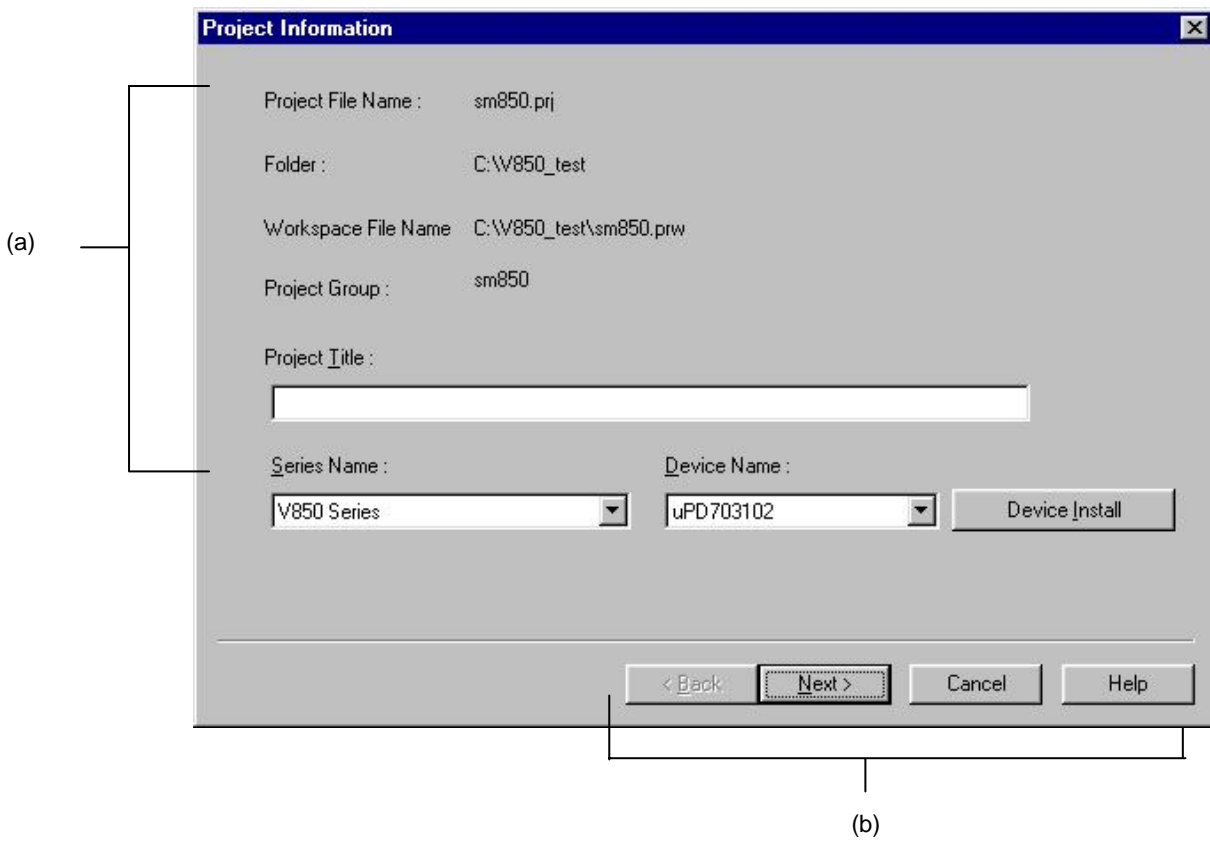 Project Information
Project File Name : sm850.prj
Folder : C:\V850_test
(a)
Workspace File Name C:\V850_test\sm850.prw
Project Group : sm850
Project Title :
Series Name : Device Name :
V850 Series uPD703102 Device Install
< Back Next > Cancel Help
(b)